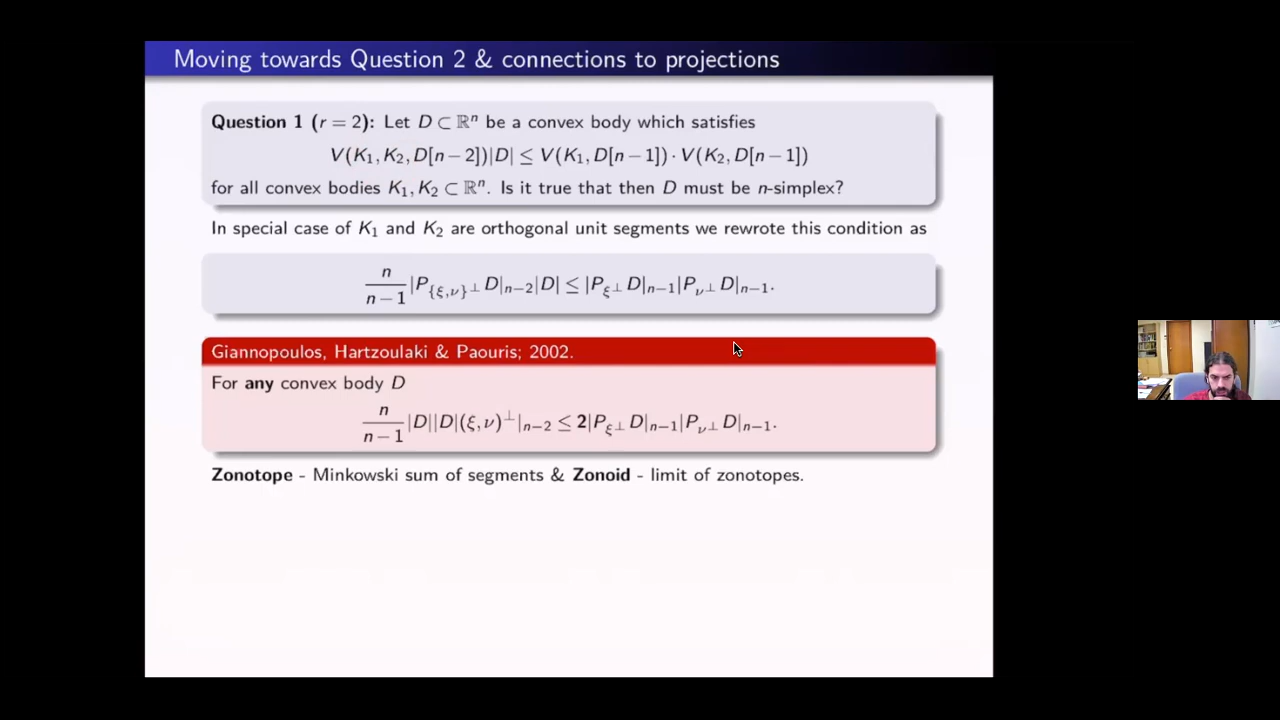 Moving towards Question 2 & connections to projections
Question 1 (r = 2): Let D ⊂ ℝⁿ be a convex body which satisfies
V(K₁, K₂, D[n − 2])|D| ≤ V(K₁, D[n − 1]) · V(K₂, D[n − 1])
for all convex bodies K₁, K₂ ⊂ ℝⁿ. Is it true that then D must be n-simplex?
In special case of K₁ and K₂ are orthogonal unit segments we rewrote this condition as
n/(n − 1) |P_{{ξ,ν}^⊥} D|_{n−2}|D| ≤ |P_{ξ^⊥} D|_{n−1}|P_{ν^⊥} D|_{n−1}.
Giannopoulos, Hartzoulaki & Paouris; 2002.
For any convex body D
n/(n − 1) |D||D|(ξ, ν)^⊥|_{n−2} ≤ 2|P_{ξ^⊥} D|_{n−1}|P_{ν^⊥} D|_{n−1}.
Zonotope - Minkowski sum of segments & Zonoid - limit of zonotopes.